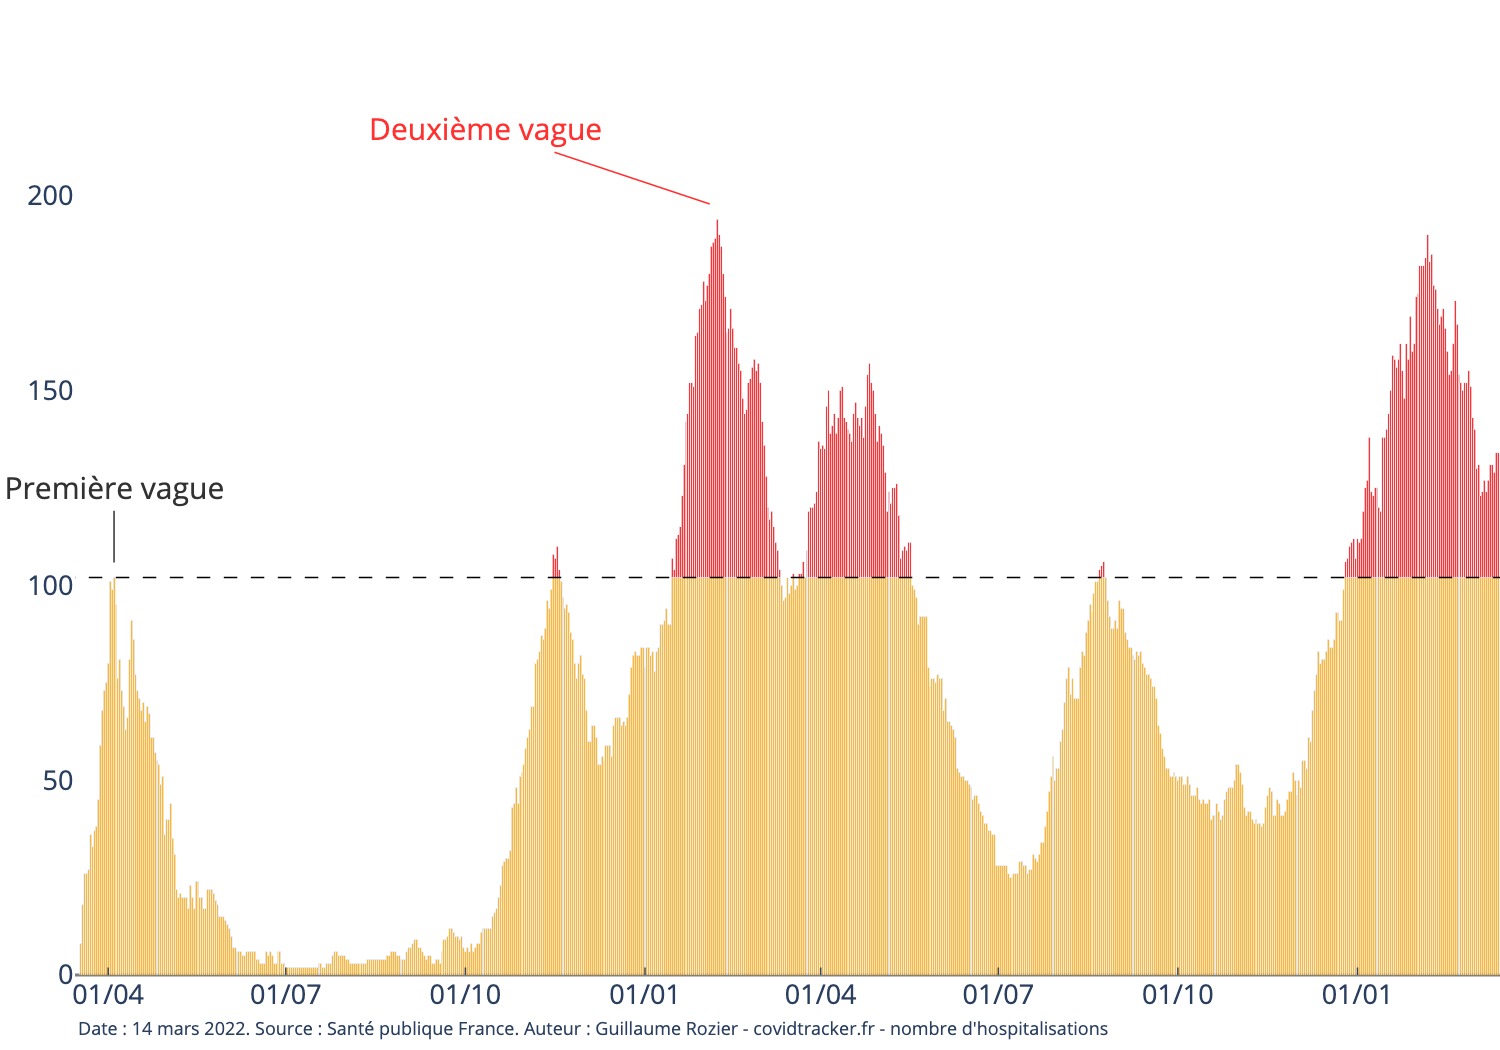 Deuxième vague
200
150
Première vague
100
50
0
01/04 01/07 01/10 01/01 01/04 01/07 01/10 01/01
Date : 14 mars 2022. Source : Santé publique France. Auteur : Guillaume Rozier - covidtracker.fr - nombre d'hospitalisations